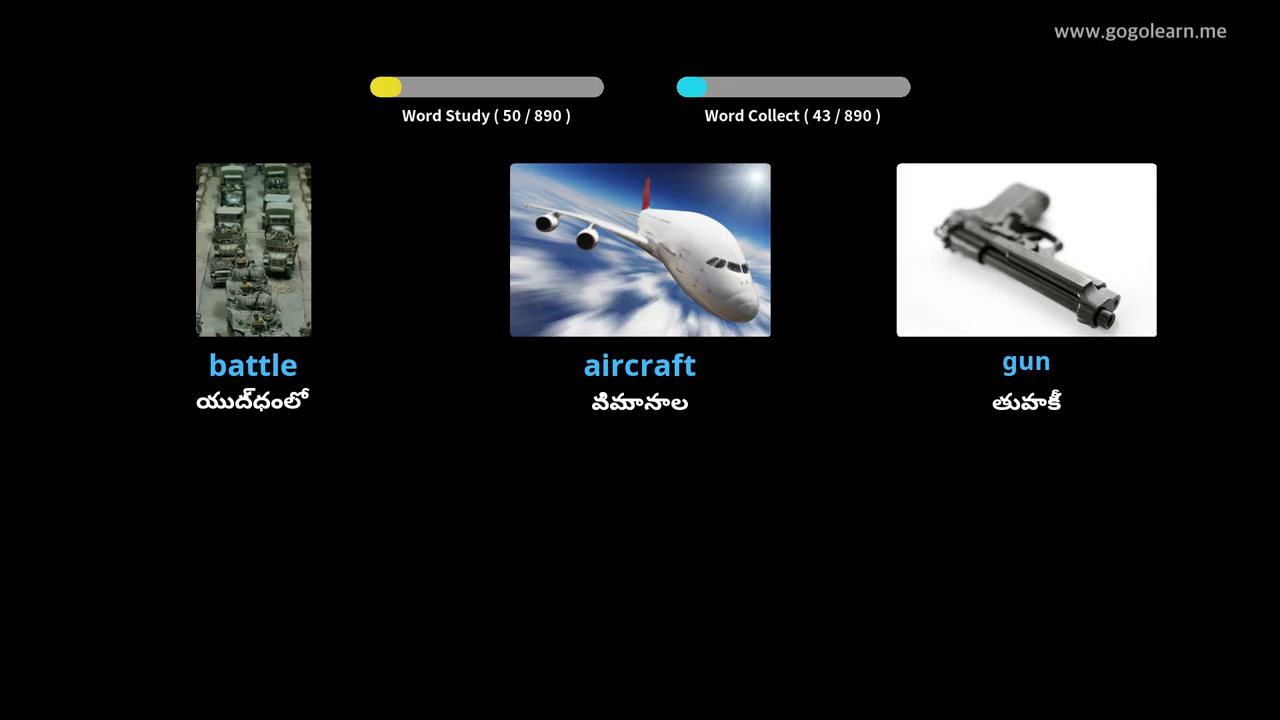 www.gogolearn.me
Word Study ( 50 / 890 )
Word Collect ( 43 / 890 )
battle
aircraft
gun
యుద్ధంలో
విమానాల
తువాకీ